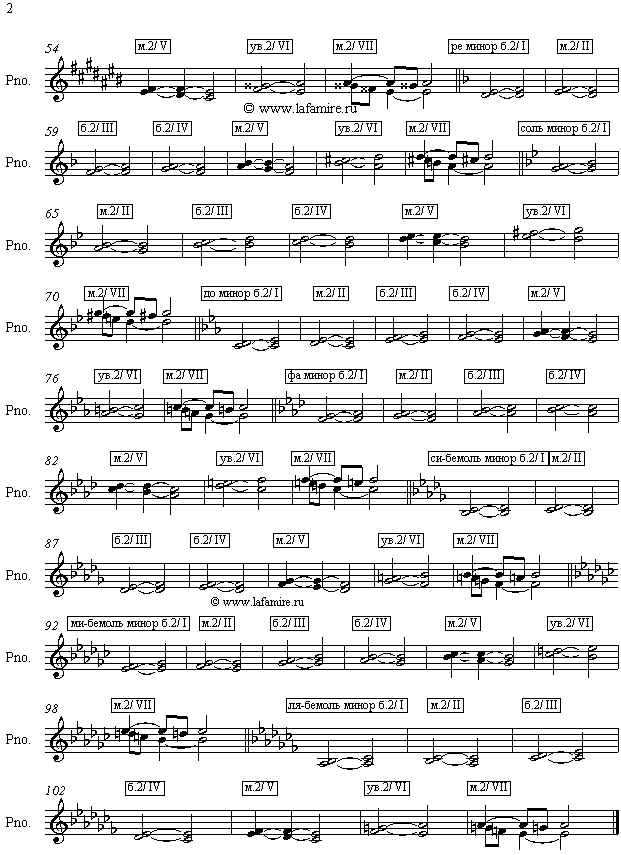 2
54 м.2/ V ув.2/ VI м.2/ VII ре минор б.2/ I м.2/ II
Pno.
© www.lafamire.ru
59 б.2/ III б.2/ IV м.2/ V ув.2/ VI м.2/ VII соль минор б.2/ I
Pno.
65 м.2/ II б.2/ III б.2/ IV м.2/ V ув.2/ VI
Pno.
70 м.2/ VII до минор б.2/ I м.2/ II б.2/ III б.2/ IV м.2/ V
Pno.
76 ув.2/ VI м.2/ VII фа минор б.2/ I м.2/ II б.2/ III б.2/ IV
Pno.
82 м.2/ V ув.2/ VI м.2/ VII си-бемоль минор б.2/ I м.2/ II
Pno.
87 б.2/ III б.2/ IV м.2/ V ув.2/ VI м.2/ VII
Pno.
© www.lafamire.ru
92 ми-бемоль минор б.2/ I м.2/ II б.2/ III б.2/ IV м.2/ V ув.2/ VI
Pno.
98 м.2/ VII ля-бемоль минор б.2/ I м.2/ II б.2/ III
Pno.
102 б.2/ IV м.2/ V ув.2/ VI м.2/ VII
Pno.